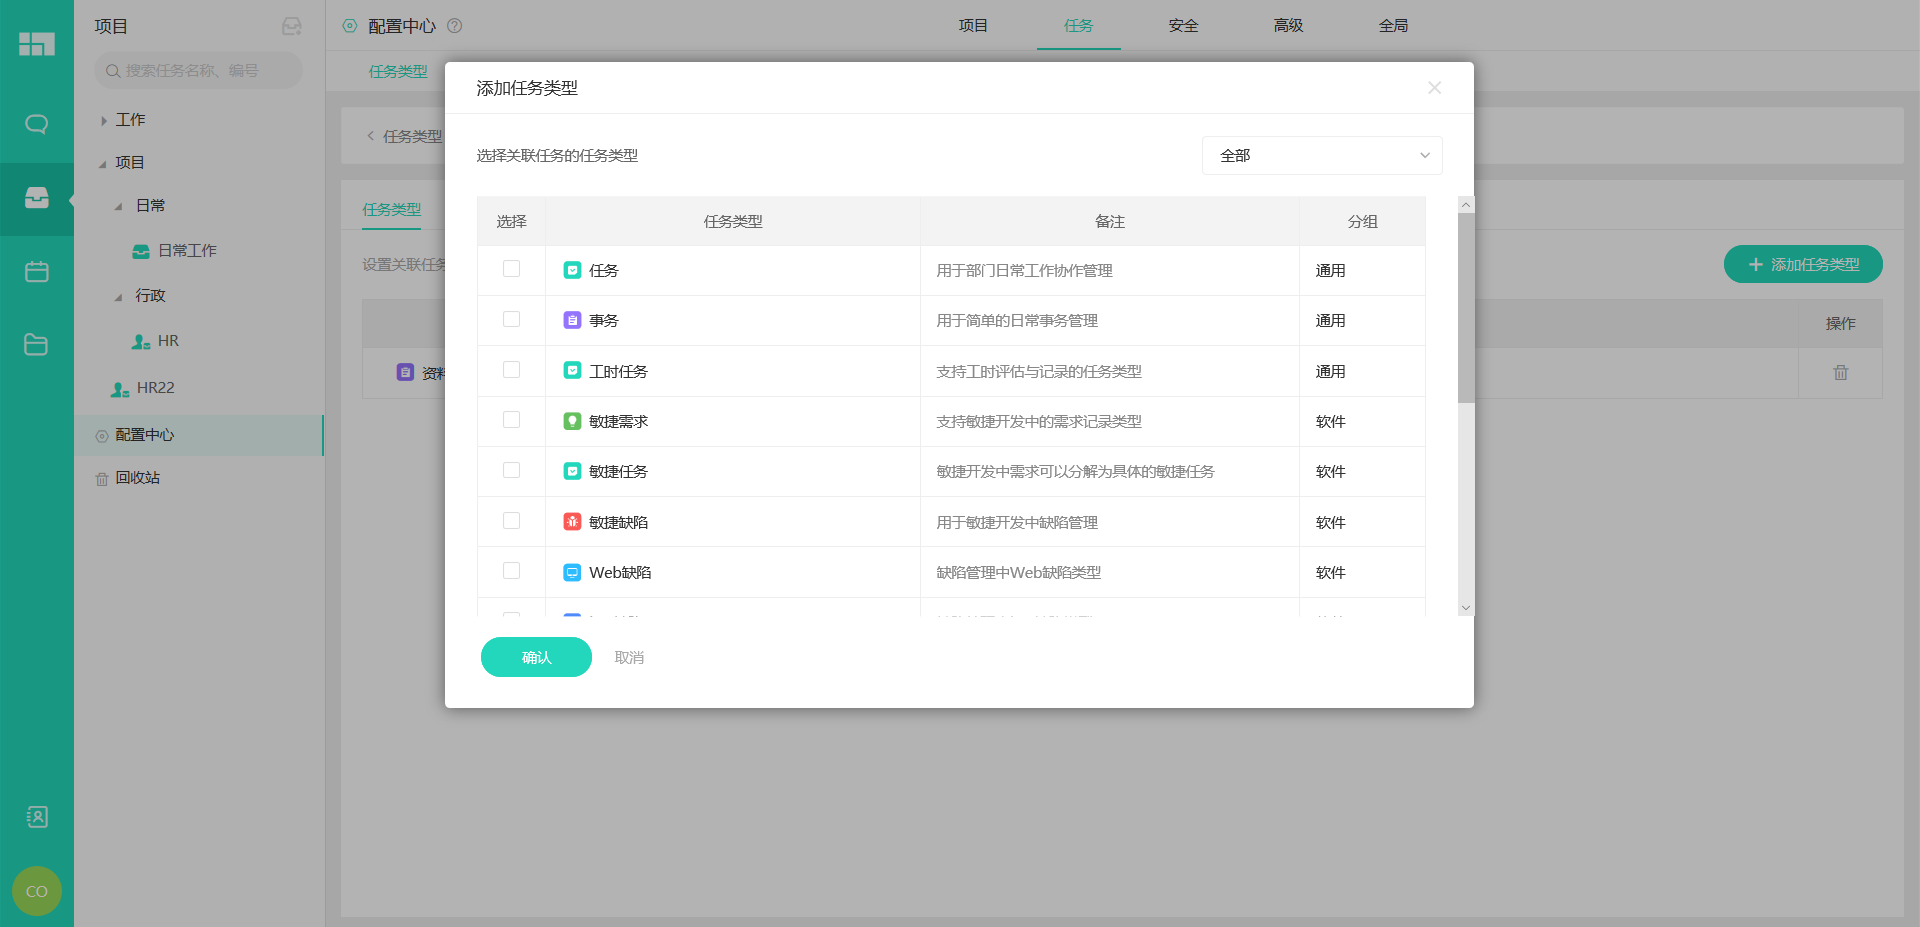 项目
搜索任务名称、编号
工作
项目
日常
日常工作
行政
HR
HR22
配置中心
回收站
CO
配置中心
项目 任务 安全 高级 全局
任务类型
任务类型
任务类型
设置关联任务
添加任务类型
操作
资料
添加任务类型
选择关联任务的任务类型
全部
选择 任务类型 备注 分组
任务 用于部门日常工作协作管理 通用
事务 用于简单的日常事务管理 通用
工时任务 支持工时评估与记录的任务类型 通用
敏捷需求 支持敏捷开发中的需求记录类型 软件
敏捷任务 敏捷开发中需求可以分解为具体的敏捷任务 软件
敏捷缺陷 用于敏捷开发中缺陷管理 软件
Web缺陷 缺陷管理中Web缺陷类型 软件
确认 取消